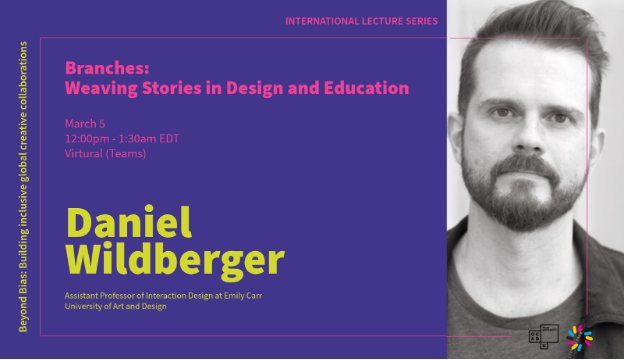 INTERNATIONAL LECTURE SERIES
Beyond Bias: Building inclusive global creative collaborations
Branches:
Weaving Stories in Design and Education
March 5
12:00pm - 1:30am EDT
Virtural (Teams)
Daniel
Wildberger
Assistant Professor of Interaction Design at Emily Carr
University of Art and Design